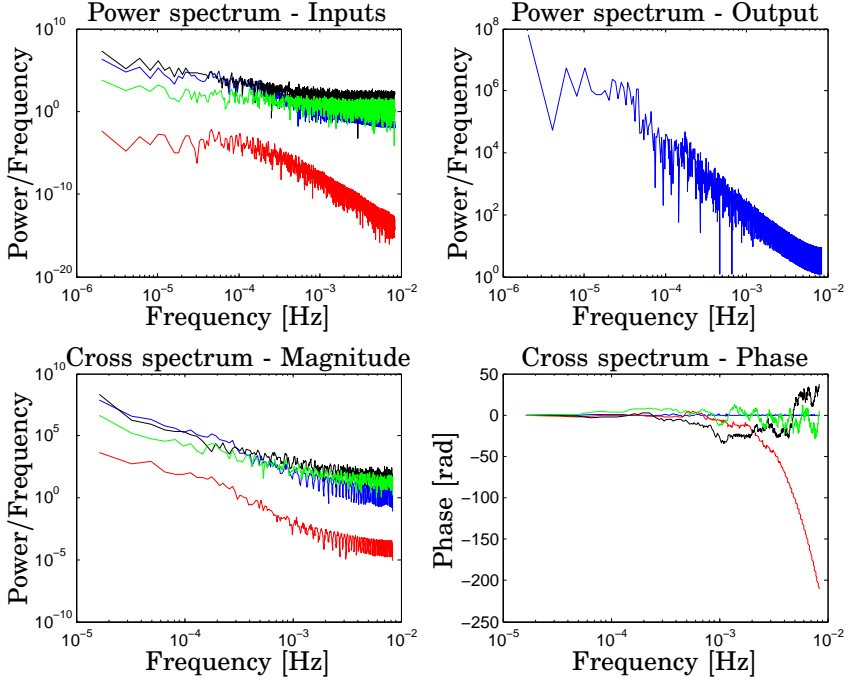 Power spectrum - Inputs
10^10
10^0
10^-10
10^-20
Power/Frequency
10^-6 10^-5 10^-4 10^-3 10^-2
Frequency [Hz]
Power spectrum - Output
10^8
10^6
10^4
10^2
10^0
Power/Frequency
10^-6 10^-5 10^-4 10^-3 10^-2
Frequency [Hz]
Cross spectrum - Magnitude
10^10
10^5
10^0
10^-5
10^-10
Power/Frequency
10^-5 10^-4 10^-3 10^-2
Frequency [Hz]
Cross spectrum - Phase
50
0
-50
-100
-150
-200
-250
Phase [rad]
10^-5 10^-4 10^-3 10^-2
Frequency [Hz]